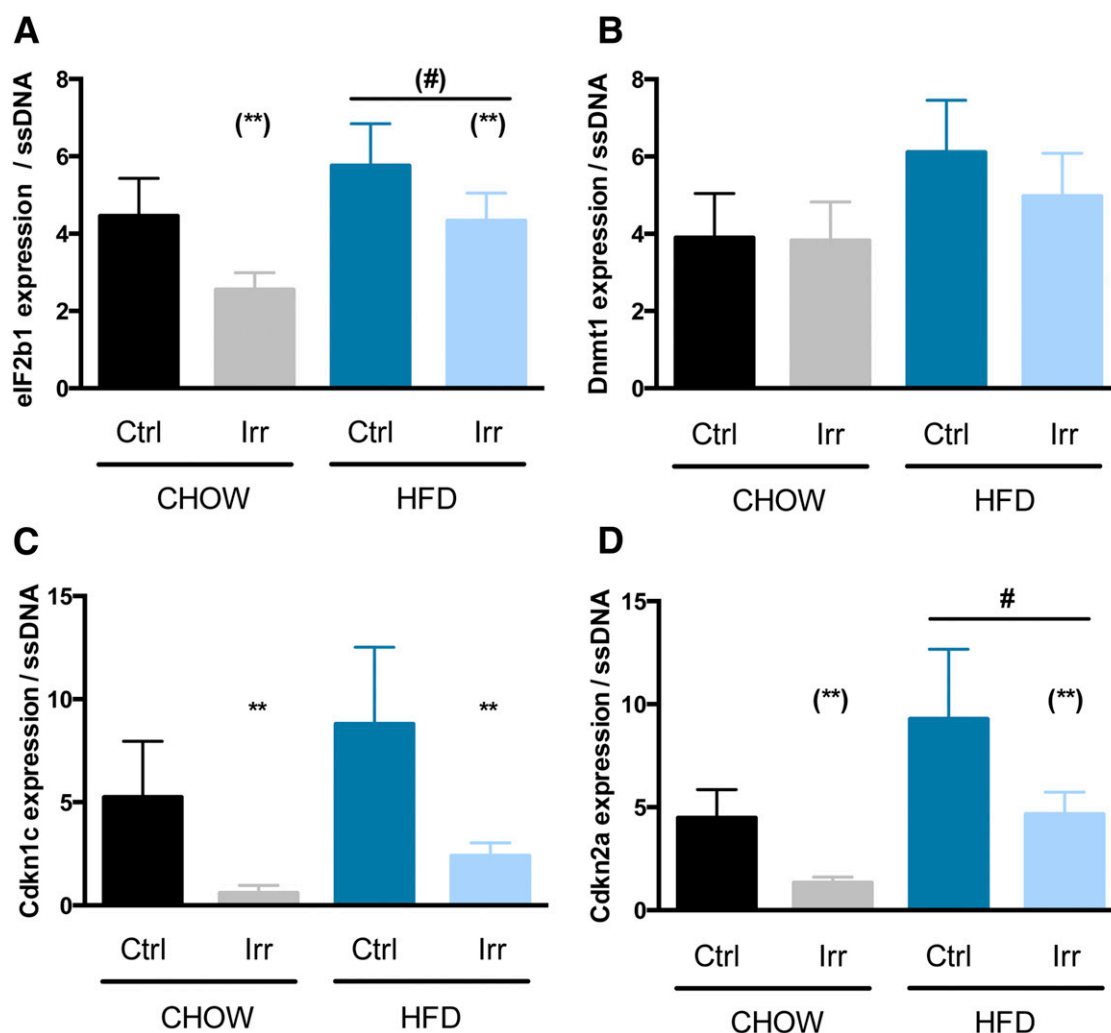 A
eIF2b1 expression / ssDNA
8
6
4
2
0
(**)
(#)
(**)
Ctrl Irr Ctrl Irr
CHOW HFD
B
Dnmt1 expression / ssDNA
8
6
4
2
0
Ctrl Irr Ctrl Irr
CHOW HFD
C
Cdkn1c expression / ssDNA
15
10
5
0
**
**
Ctrl Irr Ctrl Irr
CHOW HFD
D
Cdkn2a expression / ssDNA
15
10
5
0
#
(**)
(**)
Ctrl Irr Ctrl Irr
CHOW HFD